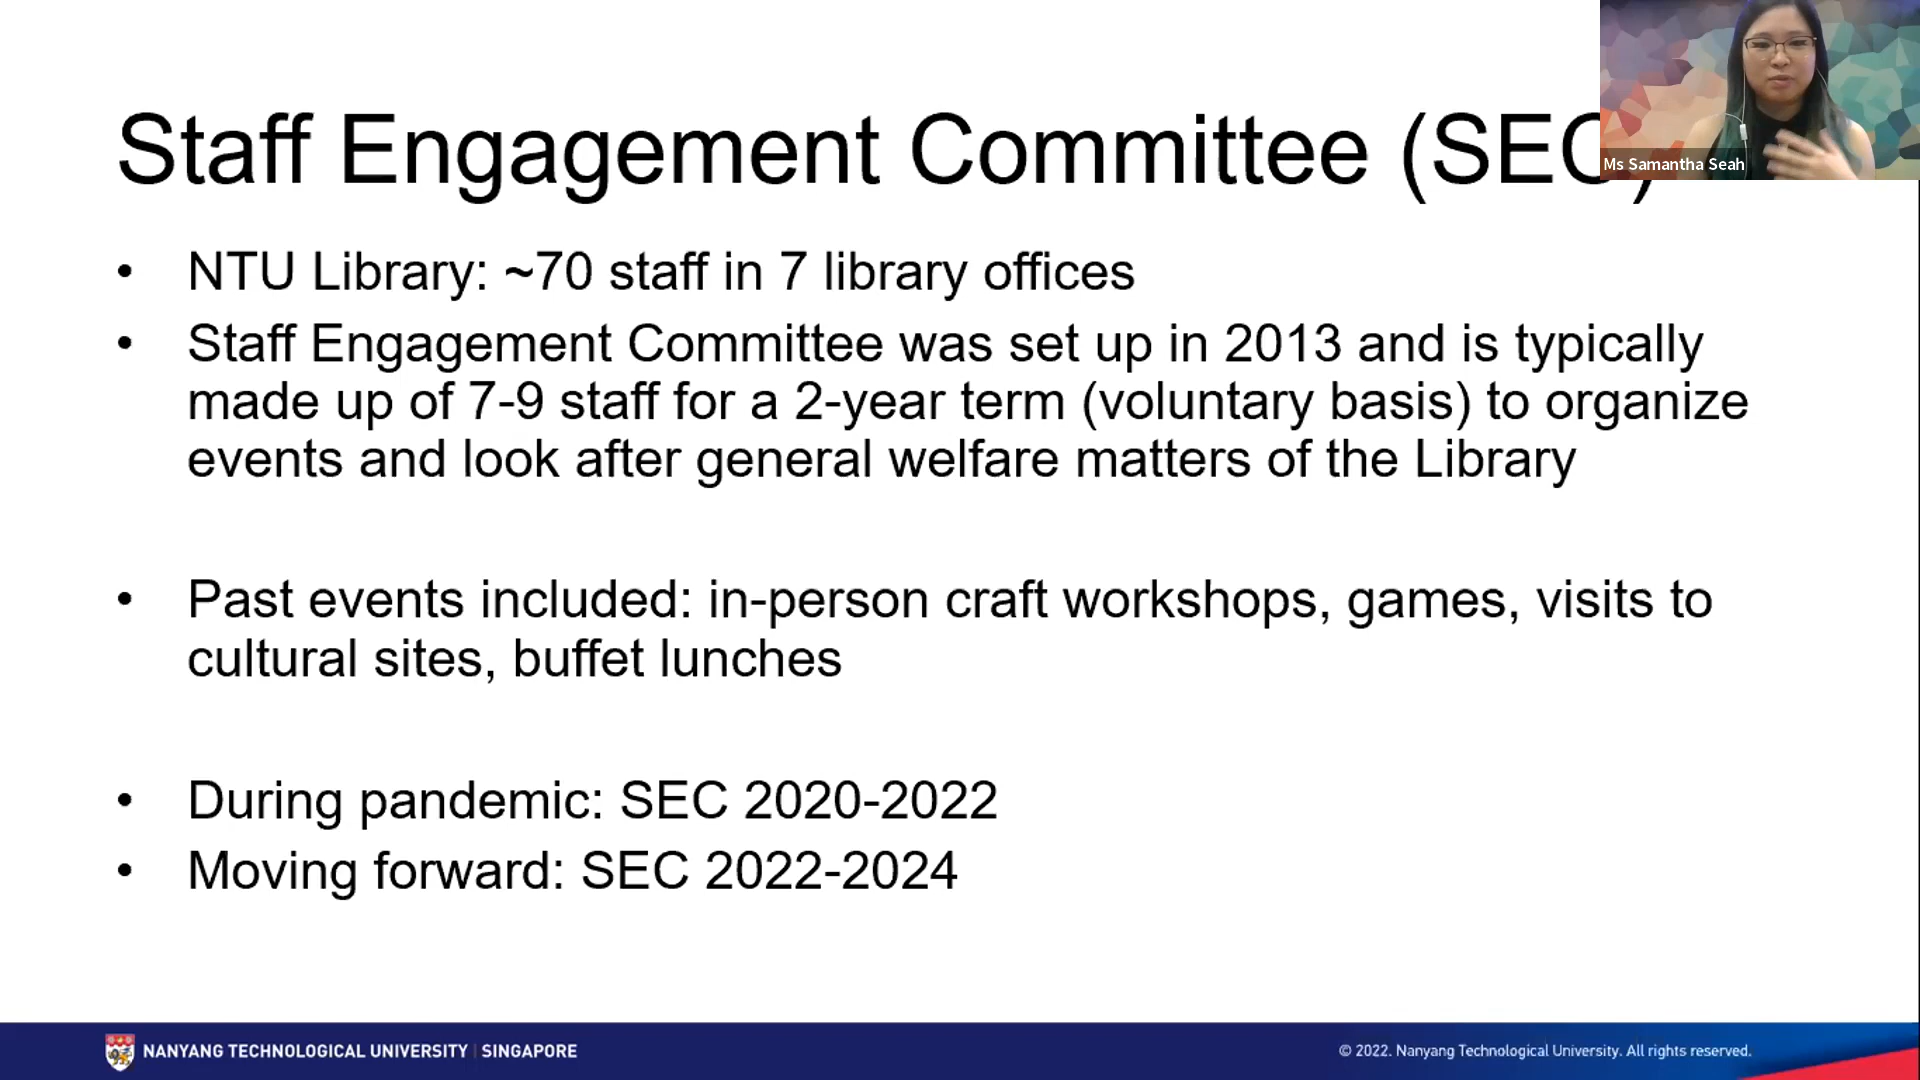 Staff Engagement Committee (SEC)
Ms Samantha Seah
• NTU Library: ~70 staff in 7 library offices
• Staff Engagement Committee was set up in 2013 and is typically
made up of 7-9 staff for a 2-year term (voluntary basis) to organize
events and look after general welfare matters of the Library
• Past events included: in-person craft workshops, games, visits to
cultural sites, buffet lunches
• During pandemic: SEC 2020-2022
• Moving forward: SEC 2022-2024
NANYANG TECHNOLOGICAL UNIVERSITY | SINGAPORE
© 2022. Nanyang Technological University. All rights reserved.